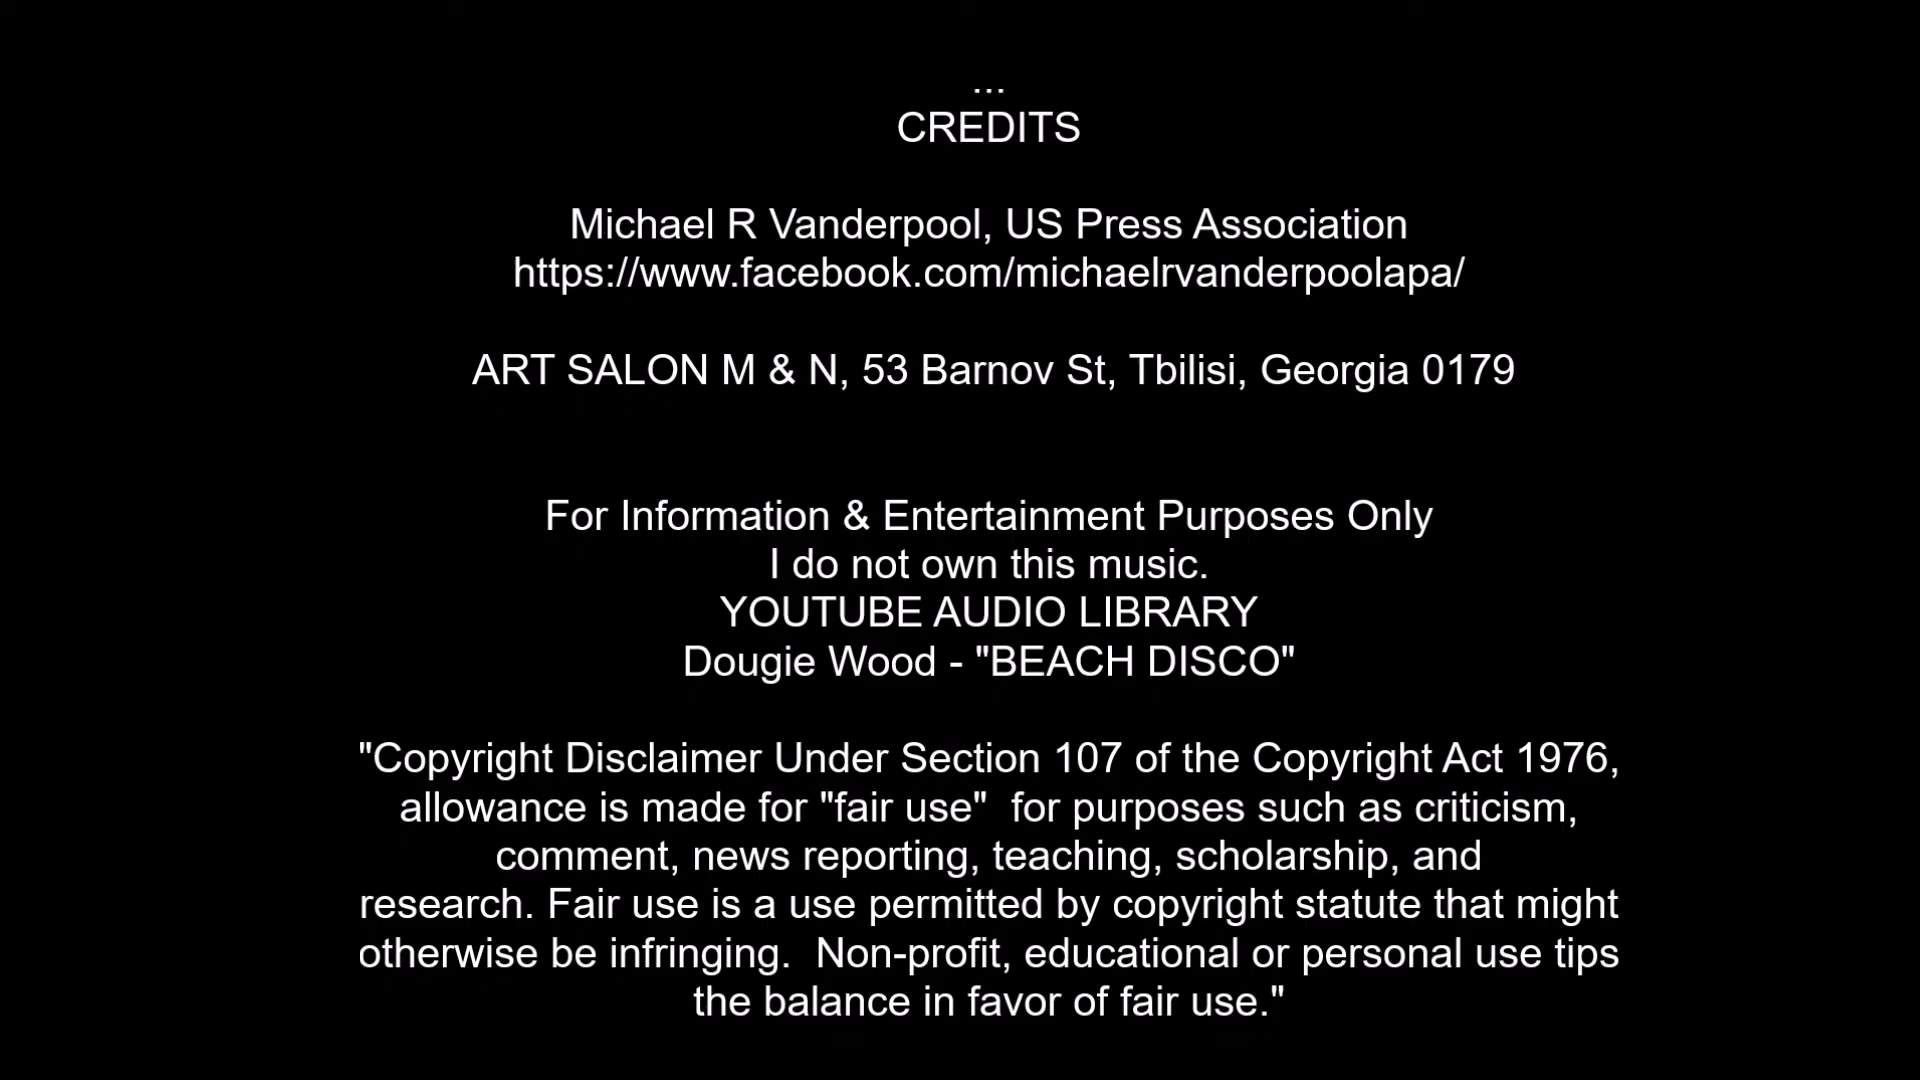 ...
CREDITS
Michael R Vanderpool, US Press Association
https://www.facebook.com/michaelrvanderpoolapa/
ART SALON M & N, 53 Barnov St, Tbilisi, Georgia 0179
For Information & Entertainment Purposes Only
I do not own this music.
YOUTUBE AUDIO LIBRARY
Dougie Wood - "BEACH DISCO"
"Copyright Disclaimer Under Section 107 of the Copyright Act 1976,
allowance is made for "fair use"  for purposes such as criticism,
comment, news reporting, teaching, scholarship, and
research. Fair use is a use permitted by copyright statute that might
otherwise be infringing.  Non-profit, educational or personal use tips
the balance in favor of fair use."